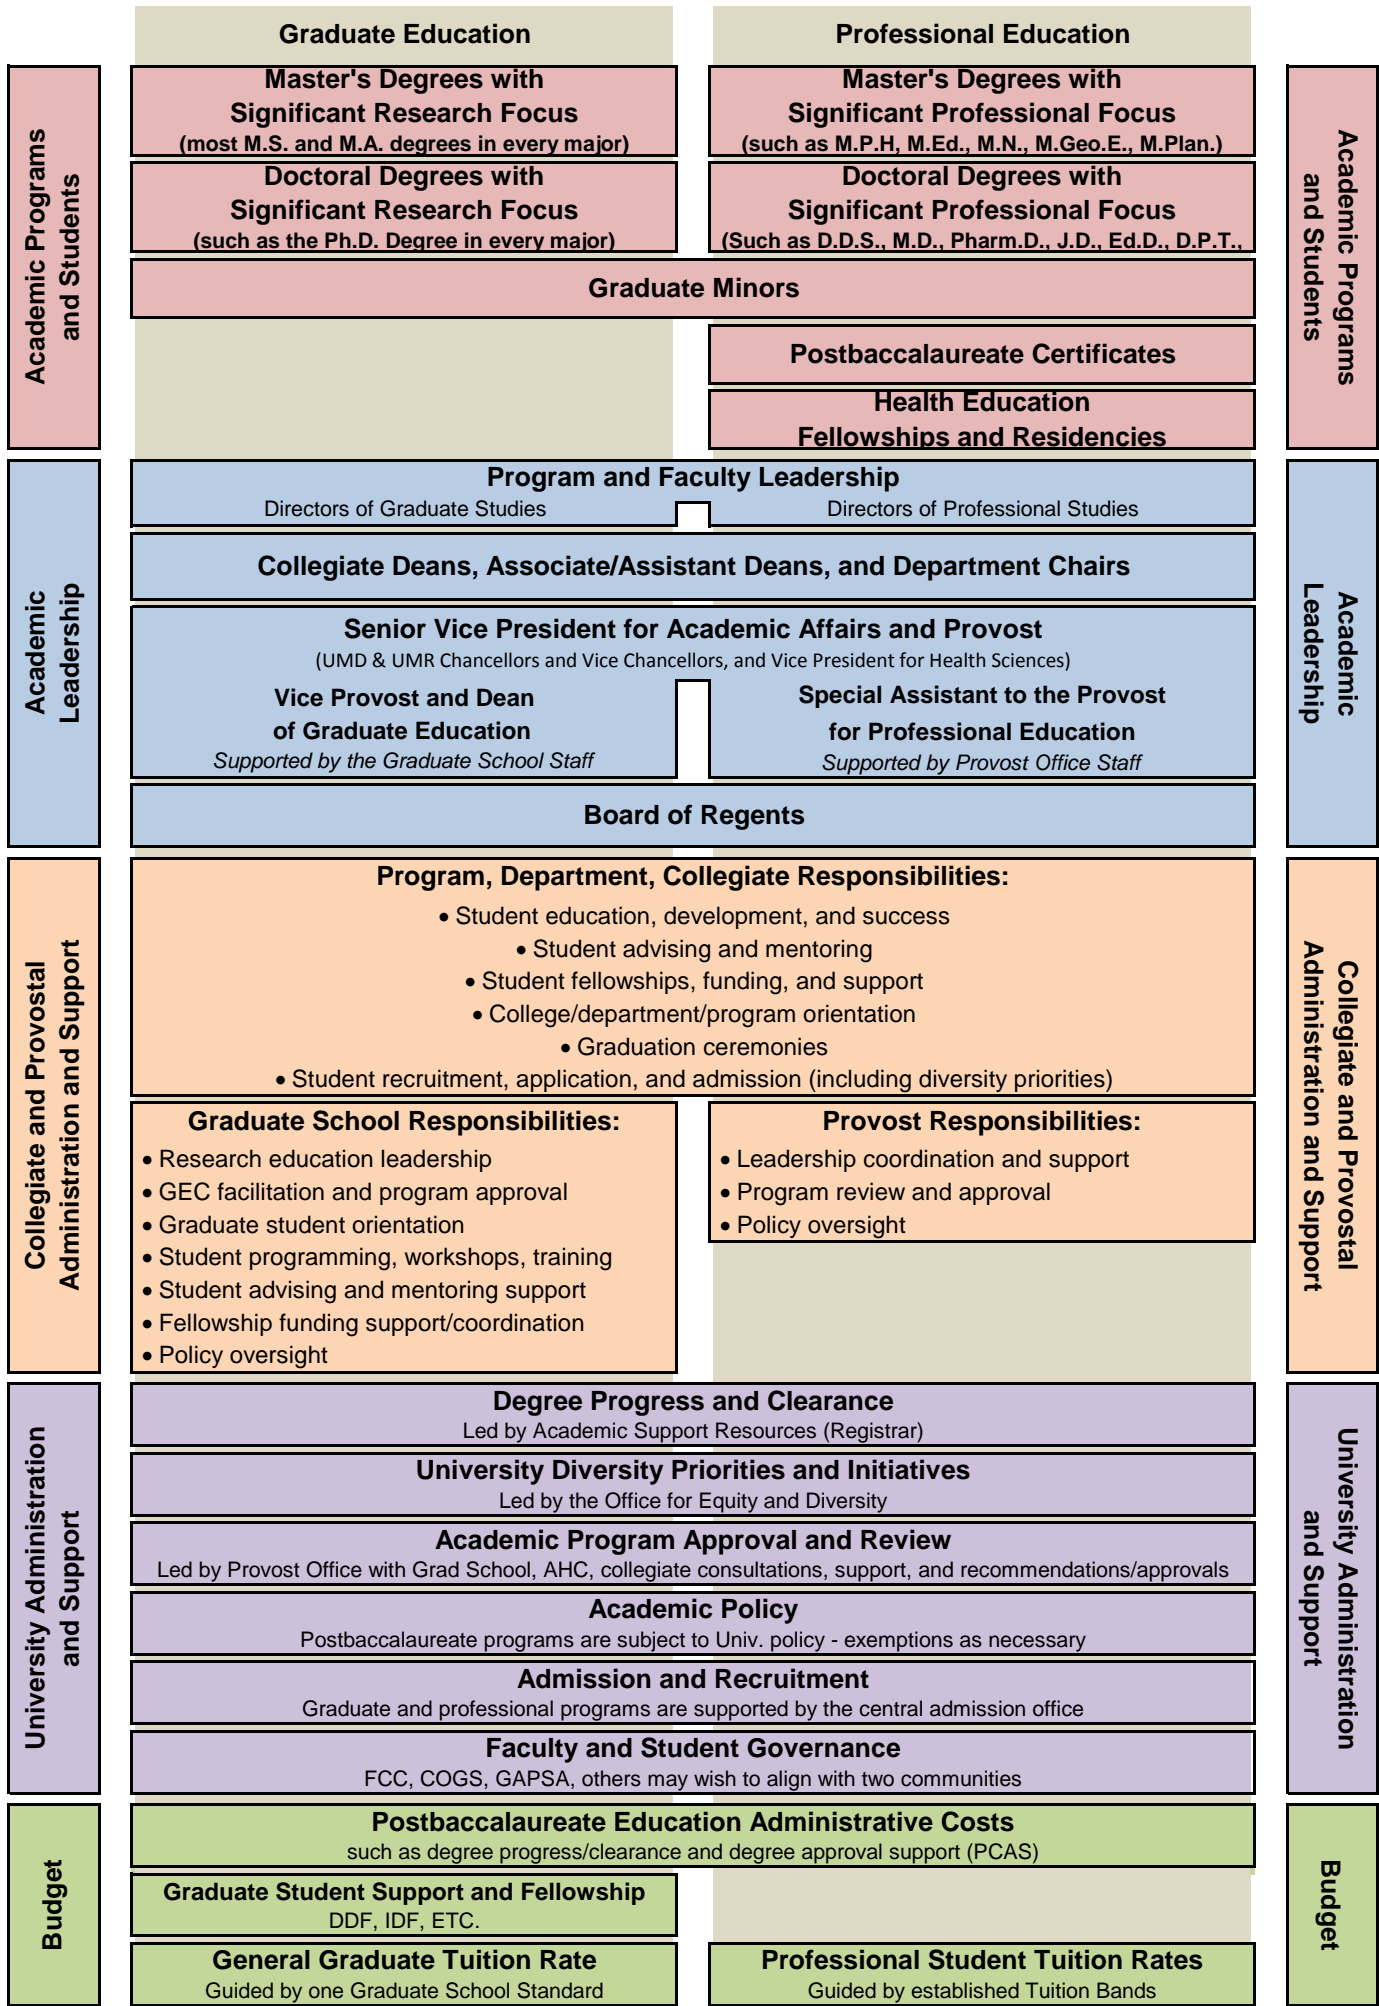 Graduate Education
Professional Education
Academic Programs
and Students
Master's Degrees with
Significant Research Focus
(most M.S. and M.A. degrees in every major)
Master's Degrees with
Significant Professional Focus
(such as M.P.H, M.Ed., M.N., M.Geo.E., M.Plan.)
Academic Programs
and Students
Doctoral Degrees with
Significant Research Focus
(such as the Ph.D. Degree in every major)
Doctoral Degrees with
Significant Professional Focus
(Such as D.D.S., M.D., Pharm.D., J.D., Ed.D., D.P.T.,
Graduate Minors
Postbaccalaureate Certificates
Health Education
Fellowships and Residencies
Academic
Leadership
Program and Faculty Leadership
Directors of Graduate Studies
Directors of Professional Studies
Academic
Leadership
Collegiate Deans, Associate/Assistant Deans, and Department Chairs
Senior Vice President for Academic Affairs and Provost
(UMD & UMR Chancellors and Vice Chancellors, and Vice President for Health Sciences)
Vice Provost and Dean
of Graduate Education
Supported by the Graduate School Staff
Special Assistant to the Provost
for Professional Education
Supported by Provost Office Staff
Board of Regents
Collegiate and Provostal
Administration and Support
Program, Department, Collegiate Responsibilities:
• Student education, development, and success
• Student advising and mentoring
• Student fellowships, funding, and support
• College/department/program orientation
• Graduation ceremonies
• Student recruitment, application, and admission (including diversity priorities)
Collegiate and Provostal
Administration and Support
Graduate School Responsibilities:
• Research education leadership
• GEC facilitation and program approval
• Graduate student orientation
• Student programming, workshops, training
• Student advising and mentoring support
• Fellowship funding support/coordination
• Policy oversight
Provost Responsibilities:
• Leadership coordination and support
• Program review and approval
• Policy oversight
University Administration
and Support
Degree Progress and Clearance
Led by Academic Support Resources (Registrar)
University Administration
and Support
University Diversity Priorities and Initiatives
Led by the Office for Equity and Diversity
Academic Program Approval and Review
Led by Provost Office with Grad School, AHC, collegiate consultations, support, and recommendations/approvals
Academic Policy
Postbaccalaureate programs are subject to Univ. policy - exemptions as necessary
Admission and Recruitment
Graduate and professional programs are supported by the central admission office
Faculty and Student Governance
FCC, COGS, GAPSA, others may wish to align with two communities
Budget
Postbaccalaureate Education Administrative Costs
such as degree progress/clearance and degree approval support (PCAS)
Budget
Graduate Student Support and Fellowship
DDF, IDF, ETC.
General Graduate Tuition Rate
Guided by one Graduate School Standard
Professional Student Tuition Rates
Guided by established Tuition Bands